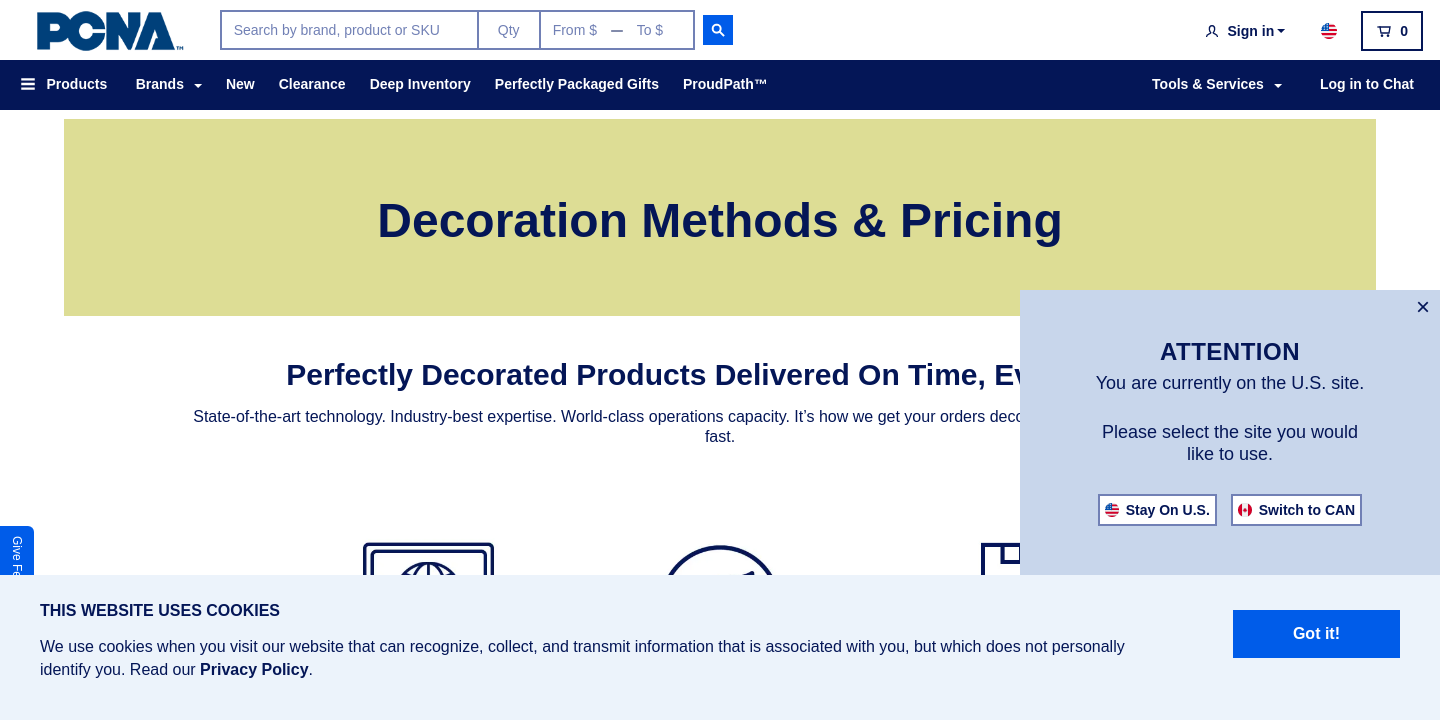 PCNA™
Search by brand, product or SKU
Qty
From $ — To $
Sign in
0
Products
Brands
New
Clearance
Deep Inventory
Perfectly Packaged Gifts
ProudPath™
Tools & Services
Log in to Chat
Decoration Methods & Pricing
Perfectly Decorated Products Delivered On Time,
State-of-the-art technology. Industry-best expertise. World-class operations capacity. It’s how we get your orders
fast.
×
ATTENTION
You are currently on the U.S. site.
Please select the site you would
like to use.
Stay On U.S.
Switch to CAN
Give
THIS WEBSITE USES COOKIES
We use cookies when you visit our website that can recognize, collect, and transmit information that is associated with you, but which does not personally
identify you. Read our Privacy Policy.
Got it!